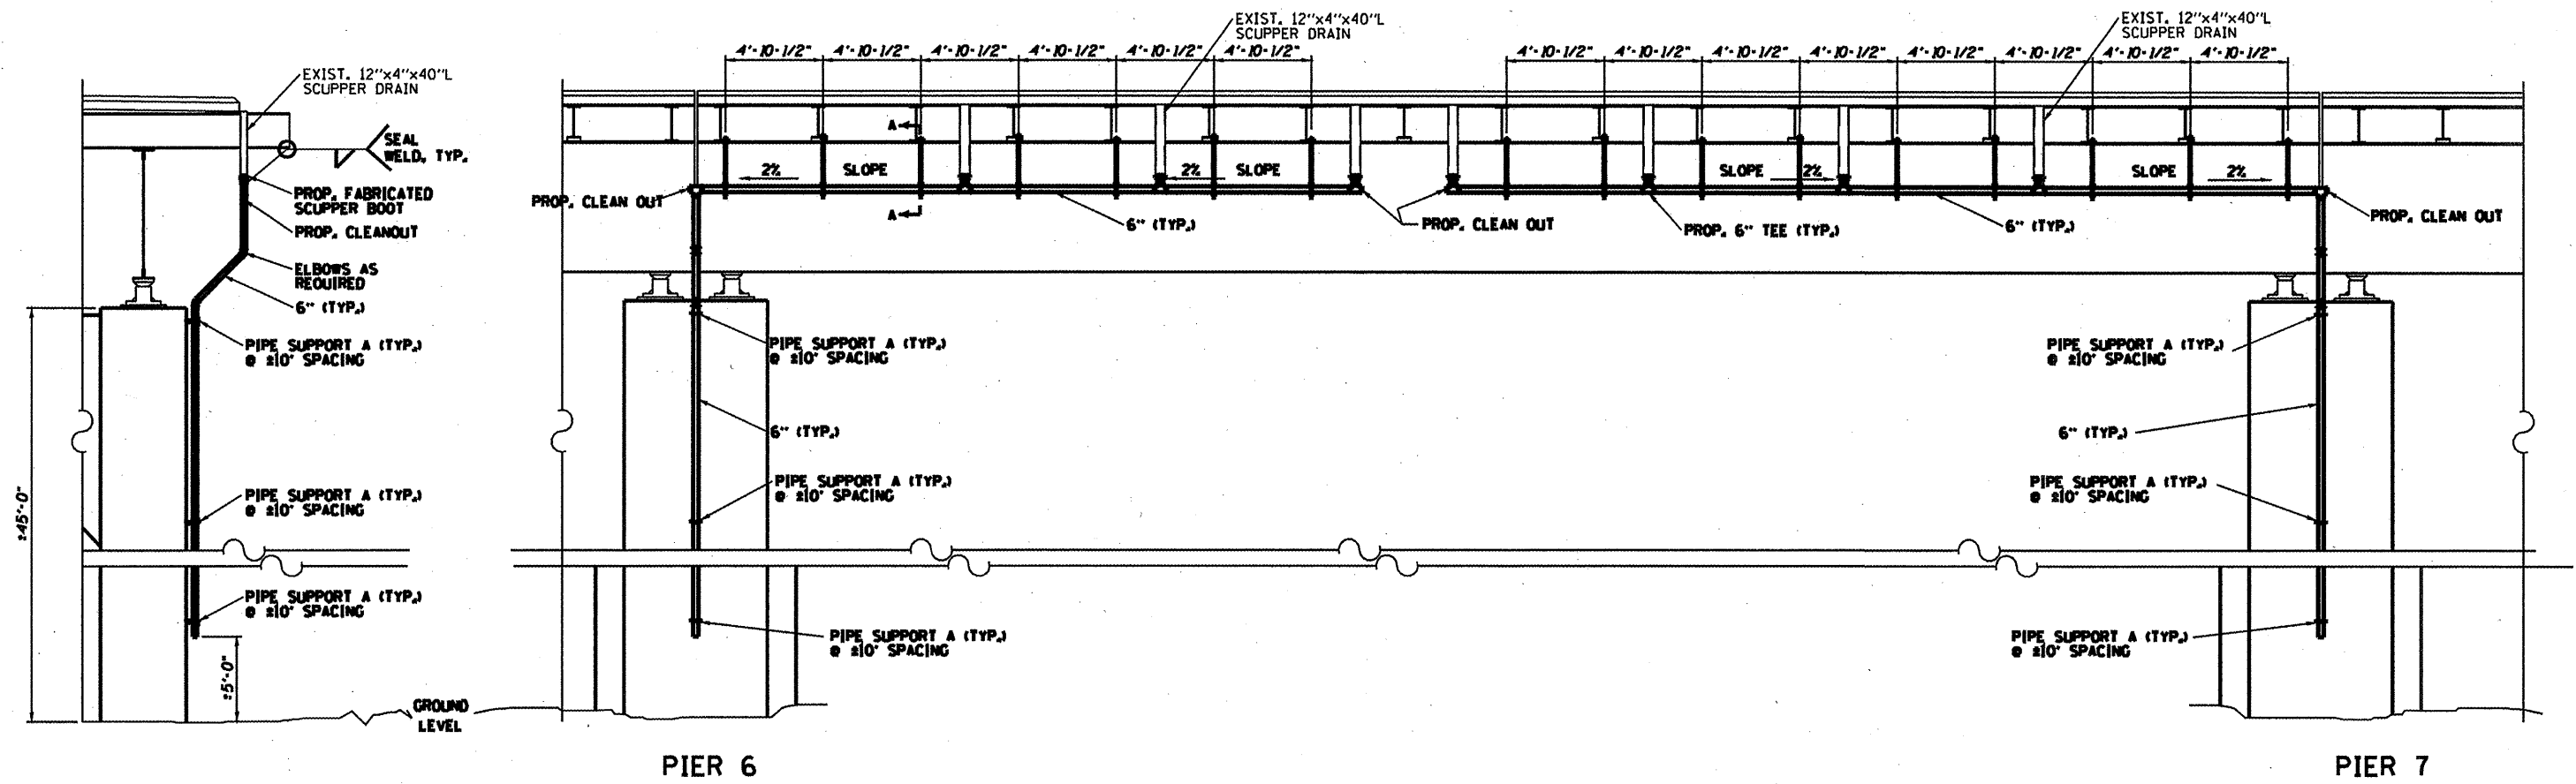 EXIST. 12"x4"x40"L
SCUPPER DRAIN
SEAL
WELD, TYP.
PROP. FABRICATED
SCUPPER BOOT
PROP. CLEANOUT
ELBOWS AS
REQUIRED
6" (TYP.)
PIPE SUPPORT A (TYP.)
@ ±10' SPACING
PIPE SUPPORT A (TYP.)
@ ±10' SPACING
PIPE SUPPORT A (TYP.)
@ ±10' SPACING
±45'-0"
±5'-0"
GROUND
LEVEL
EXIST. 12"x4"x40"L
SCUPPER DRAIN
4'-10-1/2" 4'-10-1/2" 4'-10-1/2" 4'-10-1/2" 4'-10-1/2" 4'-10-1/2"
EXIST. 12"x4"x40"L
SCUPPER DRAIN
4'-10-1/2" 4'-10-1/2" 4'-10-1/2" 4'-10-1/2" 4'-10-1/2" 4'-10-1/2" 4'-10-1/2" 4'-10-1/2"
A
2% SLOPE 2% SLOPE SLOPE 2% SLOPE 2%
PROP. CLEAN OUT
A
6" (TYP.)
PROP. CLEAN OUT
PROP. 6" TEE (TYP.)
6" (TYP.)
PROP. CLEAN OUT
PIPE SUPPORT A (TYP.)
@ ±10' SPACING
6" (TYP.)
PIPE SUPPORT A (TYP.)
@ ±10' SPACING
PIPE SUPPORT A (TYP.)
@ ±10' SPACING
PIPE SUPPORT A (TYP.)
@ ±10' SPACING
6" (TYP.)
PIPE SUPPORT A (TYP.)
@ ±10' SPACING
PIPE SUPPORT A (TYP.)
@ ±10' SPACING
PIER 6
PIER 7